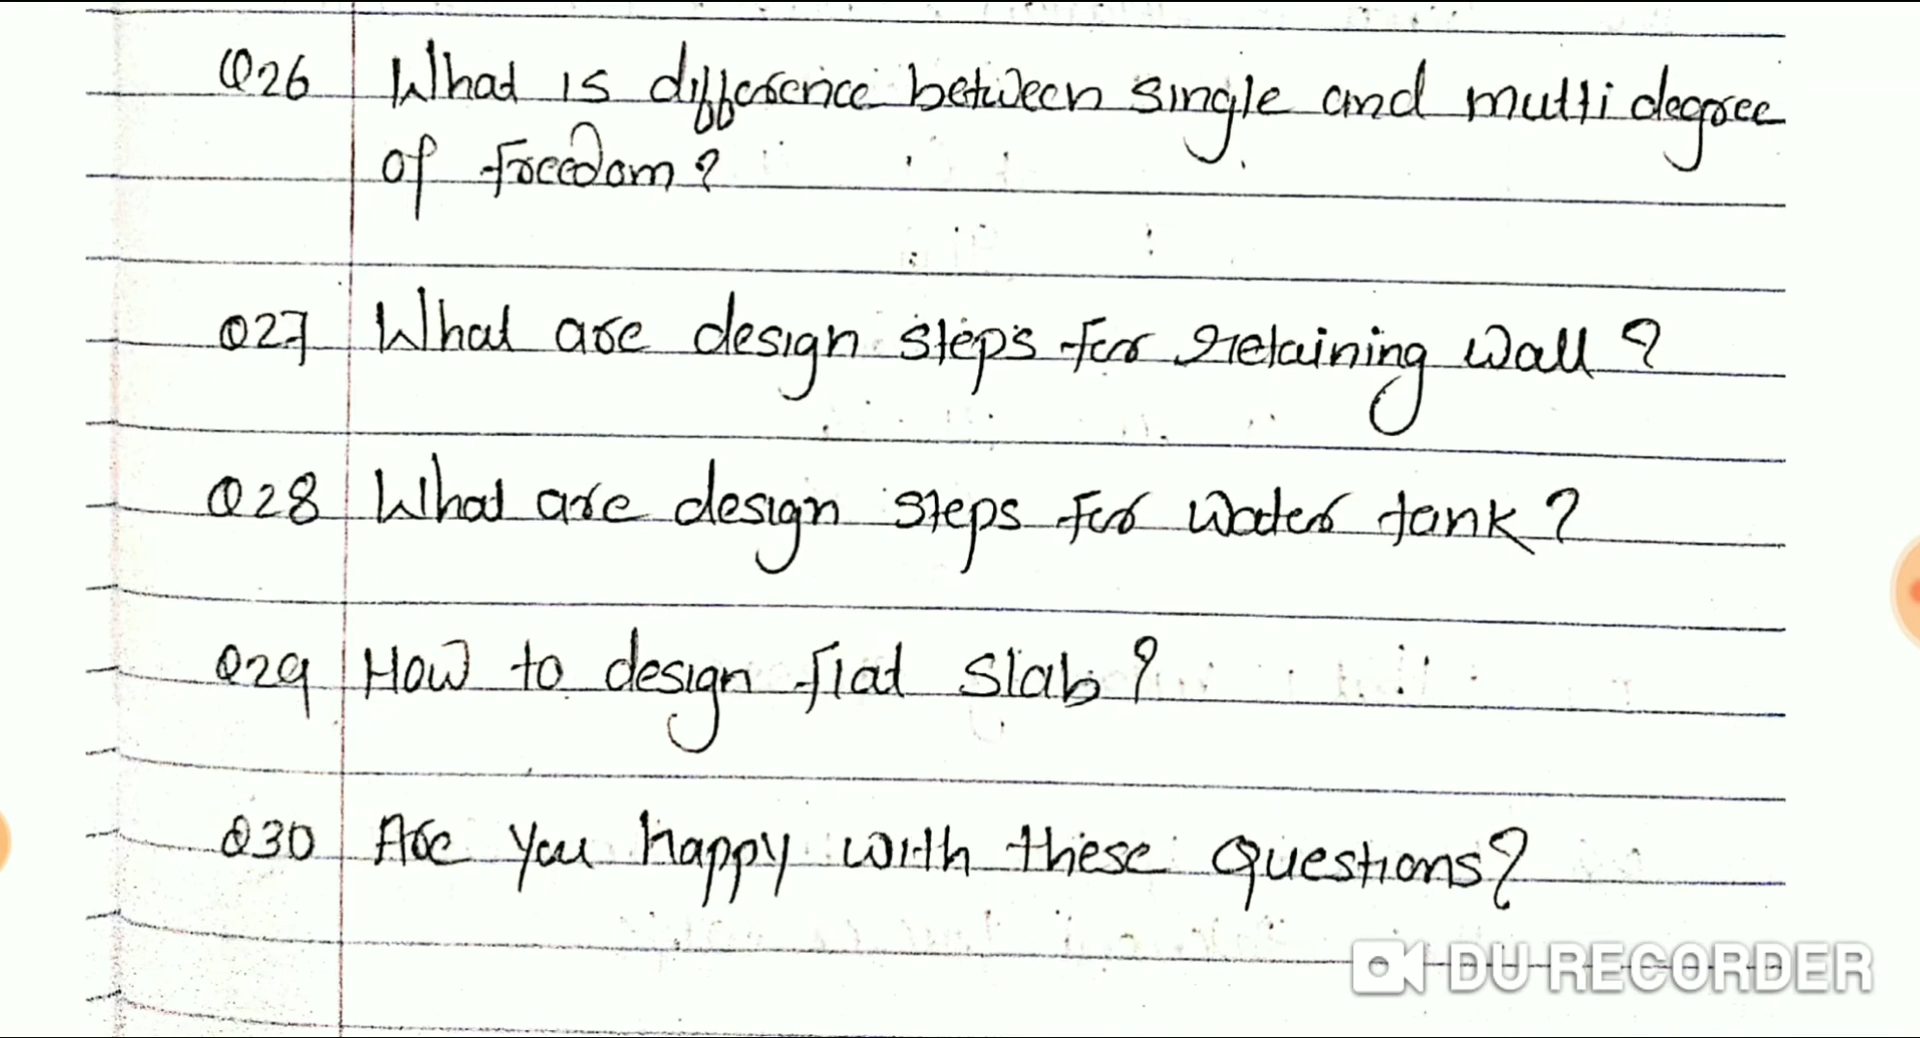 Q26 What is difference between single and multi degree
of freedom?
Q27 What are design steps for retaining wall?
Q28 What are design steps for water tank?
Q29 How to design flat slab?
Q30 Are you happy with these questions?
DU RECORDER